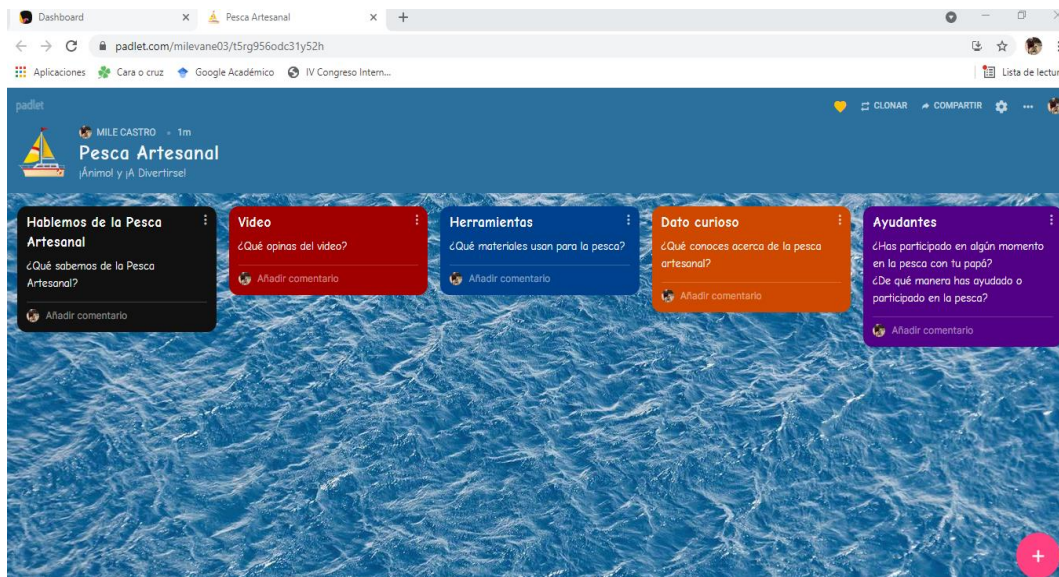 Dashboard
Pesca Artesanal
padlet.com/milevane03/t5rg956odc31y52h
Aplicaciones
Cara o cruz
Google Académico
IV Congreso Intern...
Lista de lectur
padlet
CLONAR
COMPARTIR
MILE CASTRO • 1m
Pesca Artesanal
¡Ánimo! y ¡A Divertirse!
Hablemos de la Pesca
Artesanal
¿Qué sabemos de la Pesca
Artesanal?
Añadir comentario
Video
¿Qué opinas del video?
Añadir comentario
Herramientas
¿Qué materiales usan para la pesca?
Añadir comentario
Dato curioso
¿Qué conoces acerca de la pesca
artesanal?
Añadir comentario
Ayudantes
¿Has participado en algún momento
en la pesca con tu papá?
¿De qué manera has ayudado o
participado en la pesca?
Añadir comentario